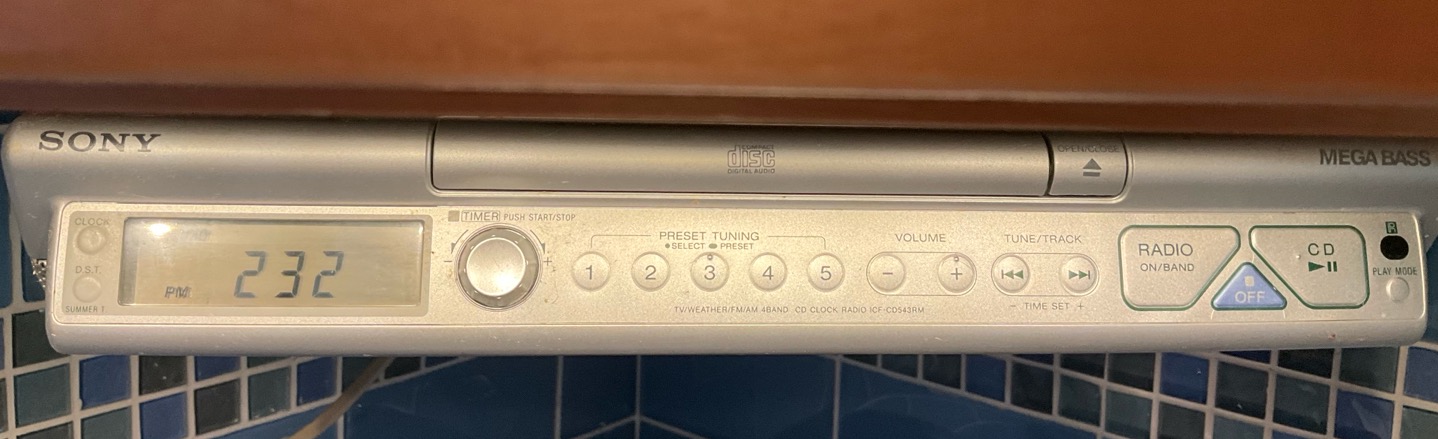 SONY
COMPACT
disc
DIGITAL AUDIO
OPEN/CLOSE
MEGA BASS
CLOCK
D.S.T.
SUMMER T
PM 232
TIMER PUSH START/STOP
- +
PRESET TUNING
•SELECT PRESET
1 2 3 4 5
VOLUME
- +
TUNE/TRACK
- TIME SET +
RADIO
ON/BAND
CD
OFF
IR
PLAY MODE
TV/WEATHER/FM/AM 4BAND CD CLOCK RADIO ICF-CD543RM